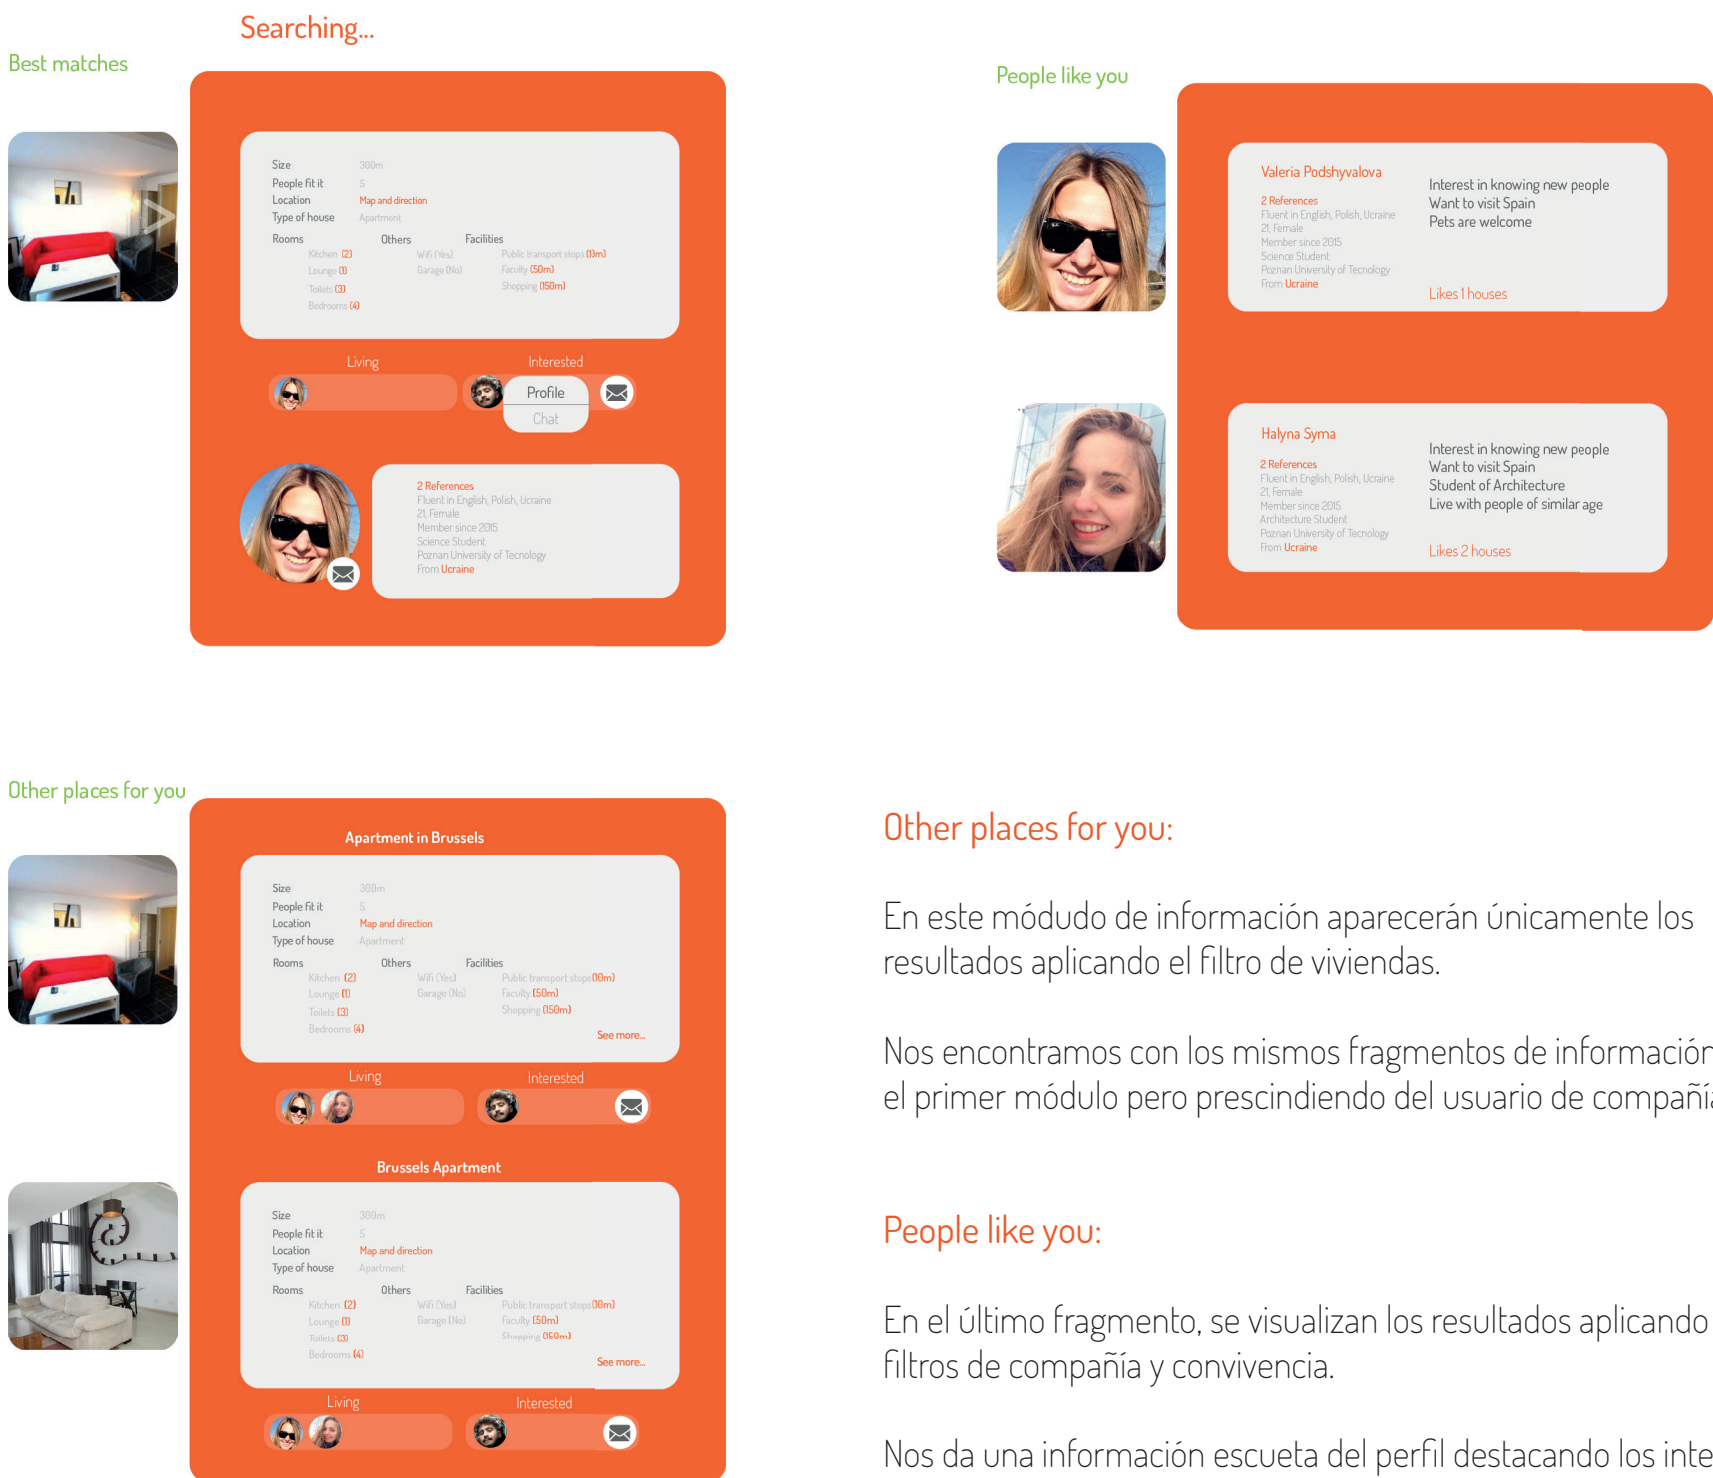 Searching...
Best matches
Size 300m
People fit it 5
Location Map and direction
Type of house Apartment
Rooms Others Facilities
Kitchen (2) Wifi (Yes) Public transport stops (10m)
Lounge (1) Garage (No) Faculty (50m)
Toilets (3) Shopping (150m)
Bedrooms (4)
Living Interested
Profile
Chat
2 References
Fluent in English, Polish, Ucraine
21, Female
Member since 2015
Science Student
Poznan University of Tecnology
From Ucraine
People like you
Valeria Podshyvalova
2 References
Fluent in English, Polish, Ucraine
21, Female
Member since 2015
Science Student
Poznan University of Tecnology
From Ucraine
Interest in knowing new people
Want to visit Spain
Pets are welcome
Likes 1 houses
Halyna Syma
2 References
Fluent in English, Polish, Ucraine
21, Female
Member since 2015
Architecture Student
Poznan University of Tecnology
From Ucraine
Interest in knowing new people
Want to visit Spain
Student of Architecture
Live with people of similar age
Likes 2 houses
Other places for you
Apartment in Brussels
Size 300m
People fit it 5
Location Map and direction
Type of house Apartment
Rooms Others Facilities
Kitchen (2) Wifi (Yes) Public transport stops (10m)
Lounge (1) Garage (No) Faculty (50m)
Toilets (3) Shopping (150m)
Bedrooms (4)
See more...
Living Interested
Brussels Apartment
Size 300m
People fit it 5
Location Map and direction
Type of house Apartment
Rooms Others Facilities
Kitchen (2) Wifi (Yes) Public transport stops (10m)
Lounge (1) Garage (No) Faculty (50m)
Toilets (3) Shopping (150m)
Bedrooms (4)
See more...
Living Interested
Other places for you:
En este módudo de información aparecerán únicamente los
resultados aplicando el filtro de viviendas.
Nos encontramos con los mismos fragmentos de información
el primer módulo pero prescindiendo del usuario de compañía
People like you:
En el último fragmento, se visualizan los resultados aplicando
filtros de compañía y convivencia.
Nos da una información escueta del perfil destacando los inte